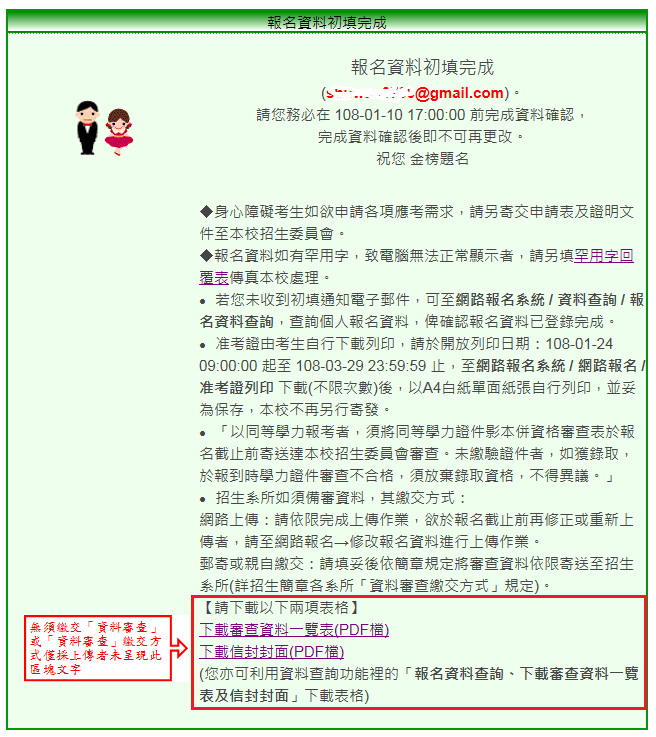 報名資料初填完成
報名資料初填完成
(@gmail.com)。
請您務必在 108-01-10 17:00:00 前完成資料確認，
完成資料確認後即不可再更改。
祝您 金榜題名
◆身心障礙考生如欲申請各項應考需求，請另寄交申請表及證明文
件至本校招生委員會。
◆報名資料如有罕用字，致電腦無法正常顯示者，請另填罕用字回
覆表傳真本校處理。
● 若您未收到初填通知電子郵件，可至網路報名系統 / 資料查詢 / 報
名資料查詢，查詢個人報名資料，俾確認報名資料已登錄完成。
● 准考證由考生自行下載列印，請於開放列印日期：108-01-24
09:00:00 起至 108-03-29 23:59:59 止，至網路報名系統 / 網路報名 /
准考證列印 下載(不限次數)後，以A4白紙單面紙張自行列印，並妥
為保存，本校不再另行寄發。
● 「以同等學力報考者，須將同等學力證件影本併資格審查表於報
名截止前寄送達本校招生委員會審查。未繳驗證件者，如獲錄取，
於報到時學力證件審查不合格，須放棄錄取資格，不得異議。」
● 招生系所如須備審資料，其繳交方式：
網路上傳：請依限完成上傳作業，欲於報名截止前再修正或重新上
傳者，請至網路報名→修改報名資料進行上傳作業。
郵寄或親自繳交：請填妥後依簡章規定將審查資料依限寄送至招生
系所(詳招生簡章各系所「資料審查繳交方式」規定)。
【請下載以下兩項表格】
下載審查資料一覽表(PDF檔)
下載信封封面(PDF檔)
(您亦可利用資料查詢功能裡的「報名資料查詢、下載審查資料一覽
表及信封封面」下載表格)
無須繳交「資料審查」
或「資料審查」繳交方
式僅採上傳者未呈現此
區塊文字